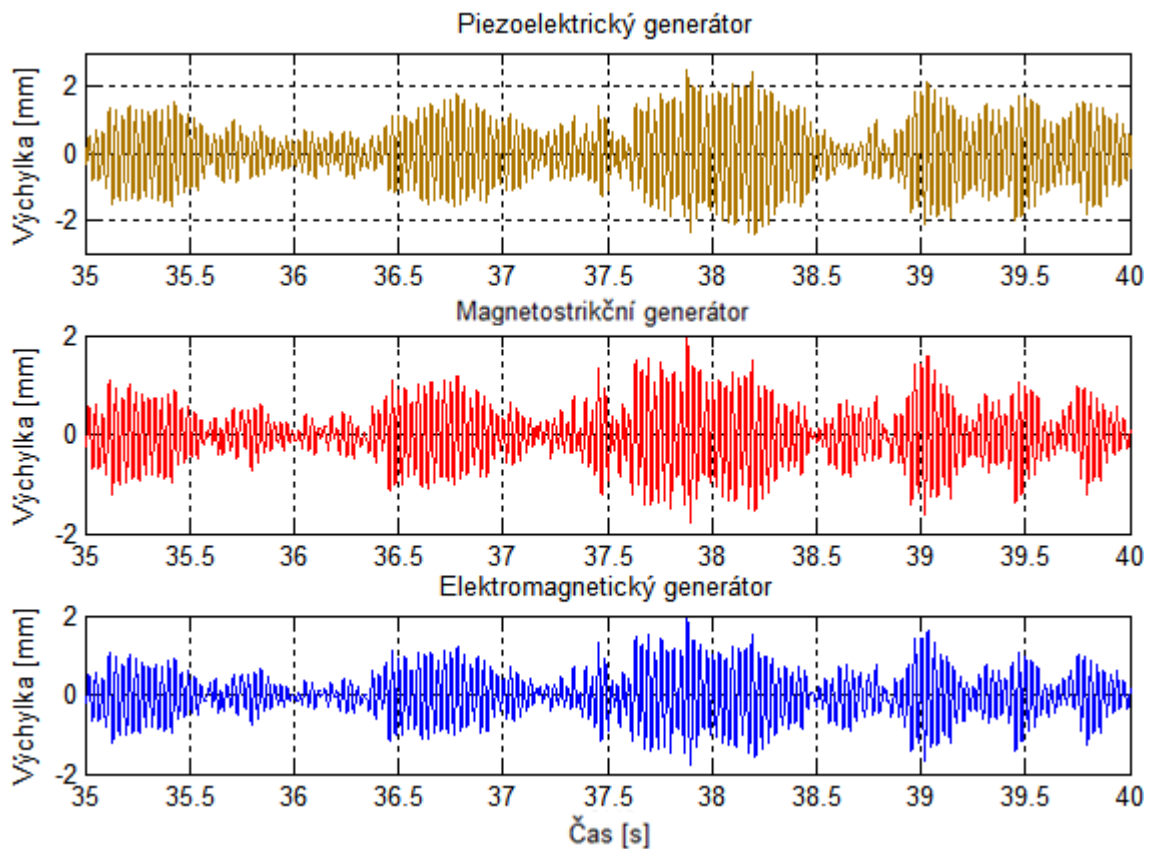 Piezoelektrický generátor
Výchylka [mm]
2
0
-2
35 35.5 36 36.5 37 37.5 38 38.5 39 39.5 40
Magnetostrikční generátor
Výchylka [mm]
2
0
-2
35 35.5 36 36.5 37 37.5 38 38.5 39 39.5 40
Elektromagnetický generátor
Výchylka [mm]
2
0
-2
35 35.5 36 36.5 37 37.5 38 38.5 39 39.5 40
Čas [s]